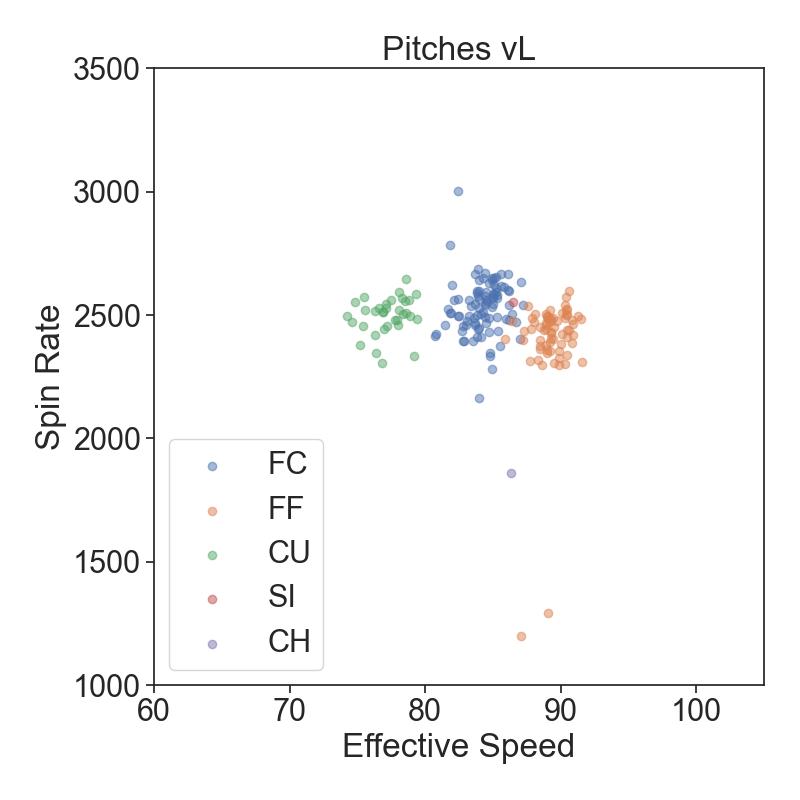 Pitches vL
3500
3000
2500
2000
1500
1000
Spin Rate
FC
FF
CU
SI
CH
60 70 80 90 100
Effective Speed